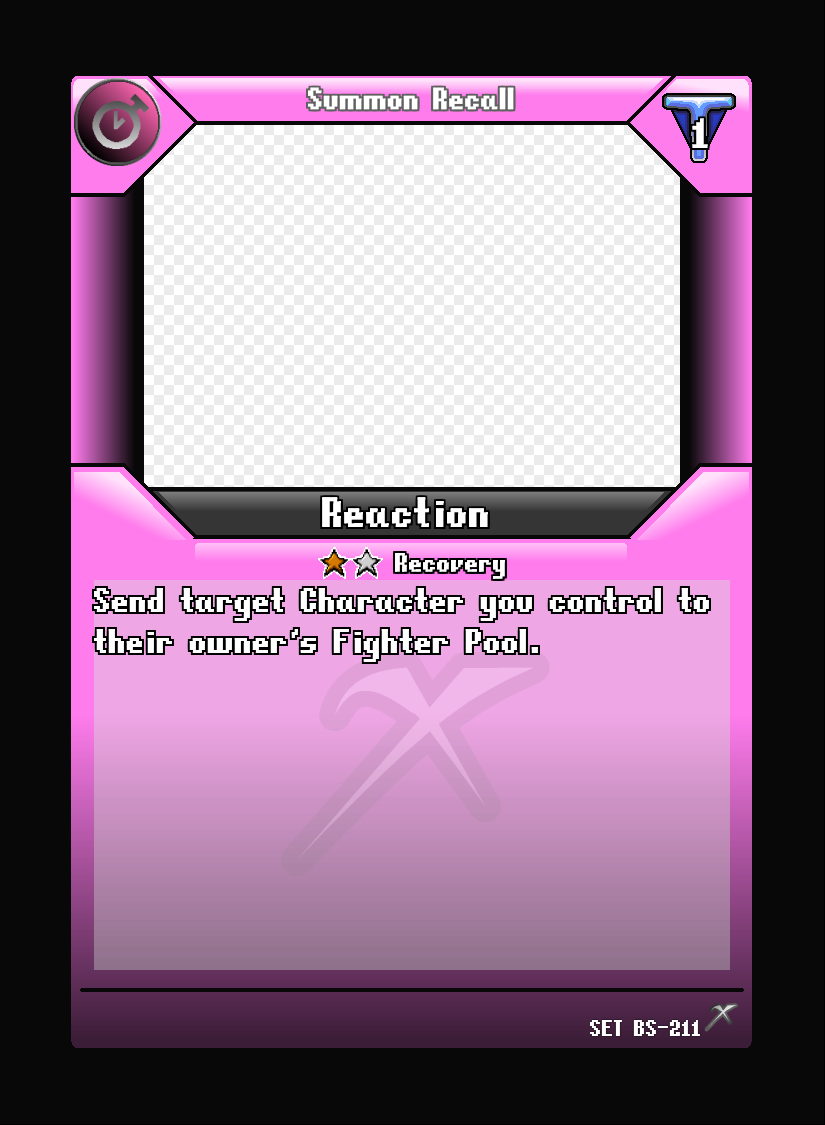 Summon Recall
1
Reaction
Recovery
Send target Character you control to
their owner's Fighter Pool.
SET BS-211